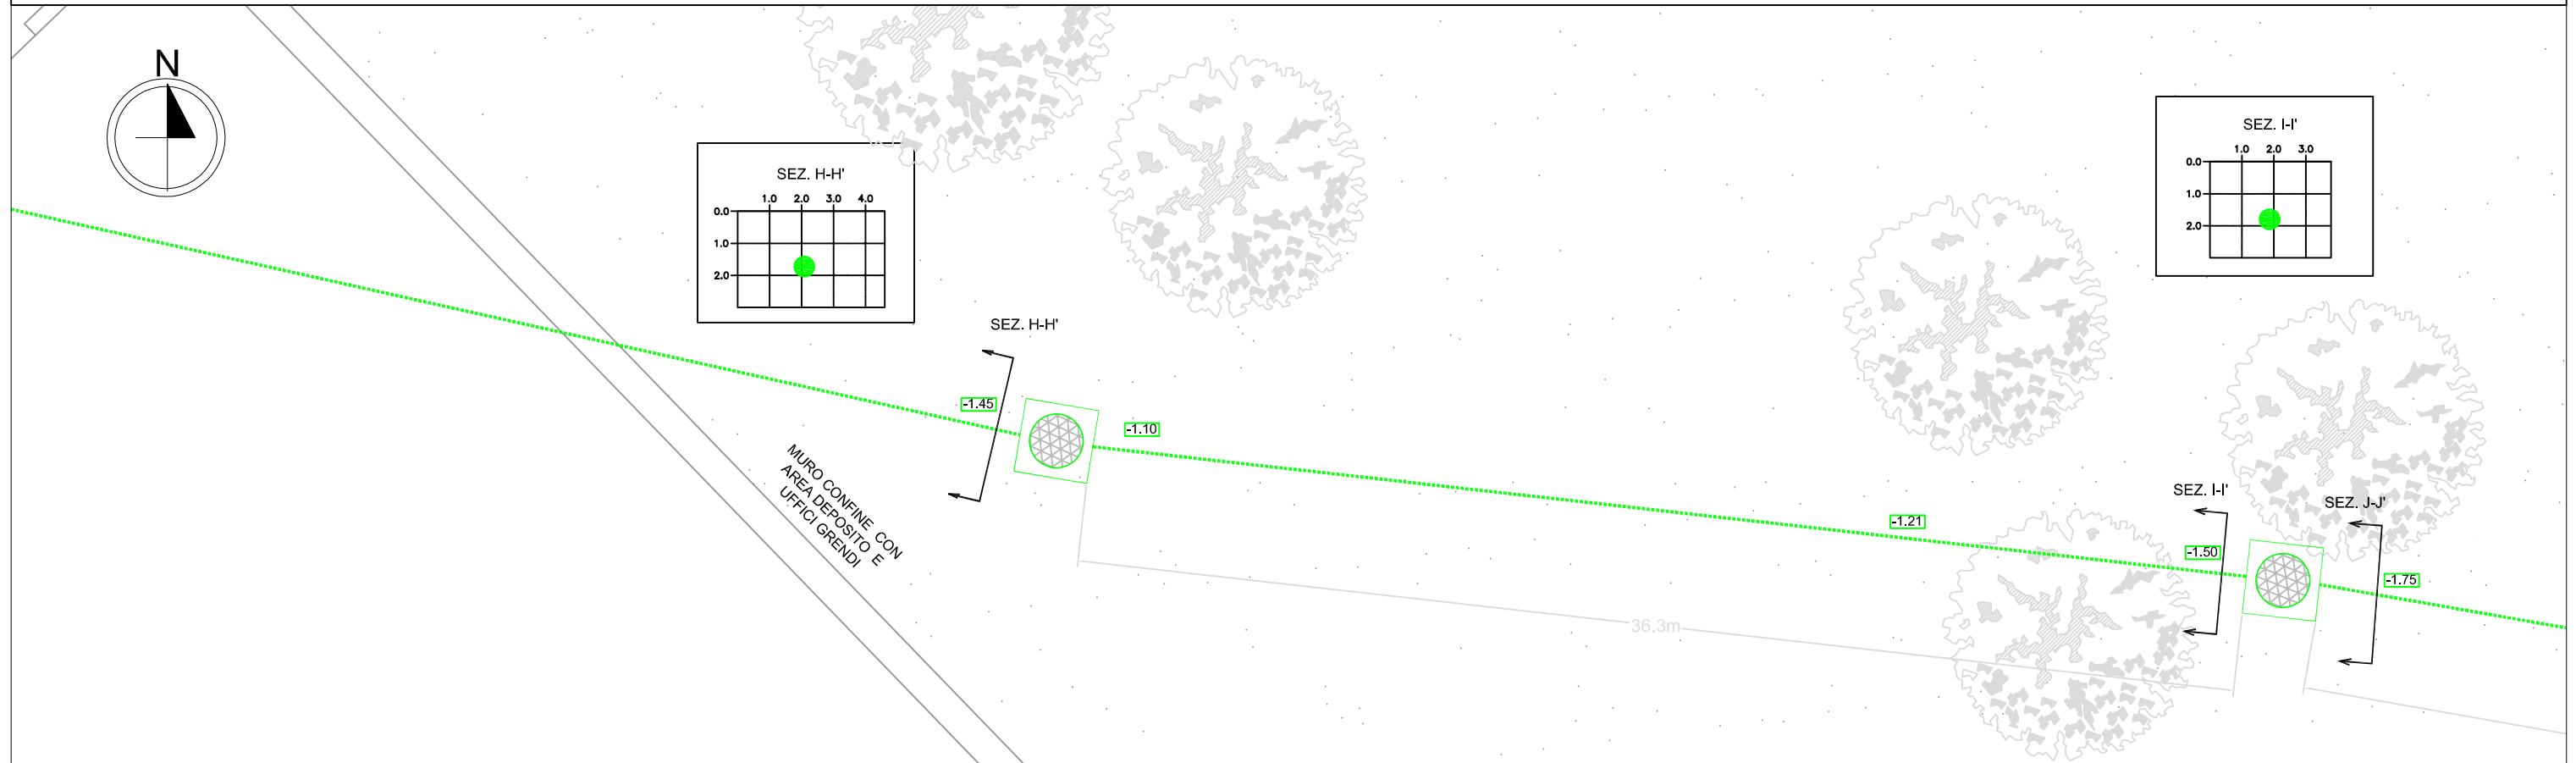 N
SEZ. H-H'
1.0 2.0 3.0 4.0
0.0
1.0
2.0
SEZ. I-I'
1.0 2.0 3.0
0.0
1.0
2.0
SEZ. H-H'
-1.45
-1.10
MURO CONFINE CON
AREA DEPOSITO E
UFFICI GRENDI
-1.21
SEZ. I-I'
-1.50
SEZ. J-J'
-1.75
36.3m